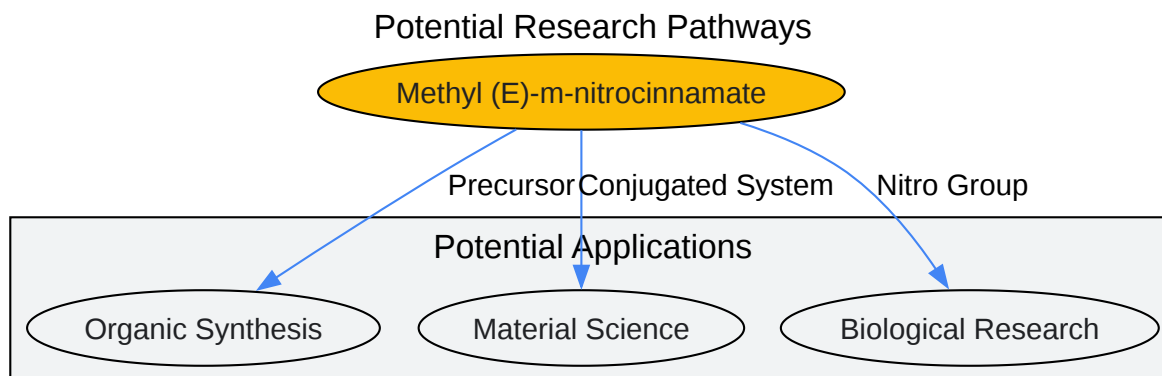 Potential Research Pathways
Methyl (E)-m-nitrocinnamate
Precursor Conjugated System Nitro Group
Potential Applications
Organic Synthesis Material Science Biological Research